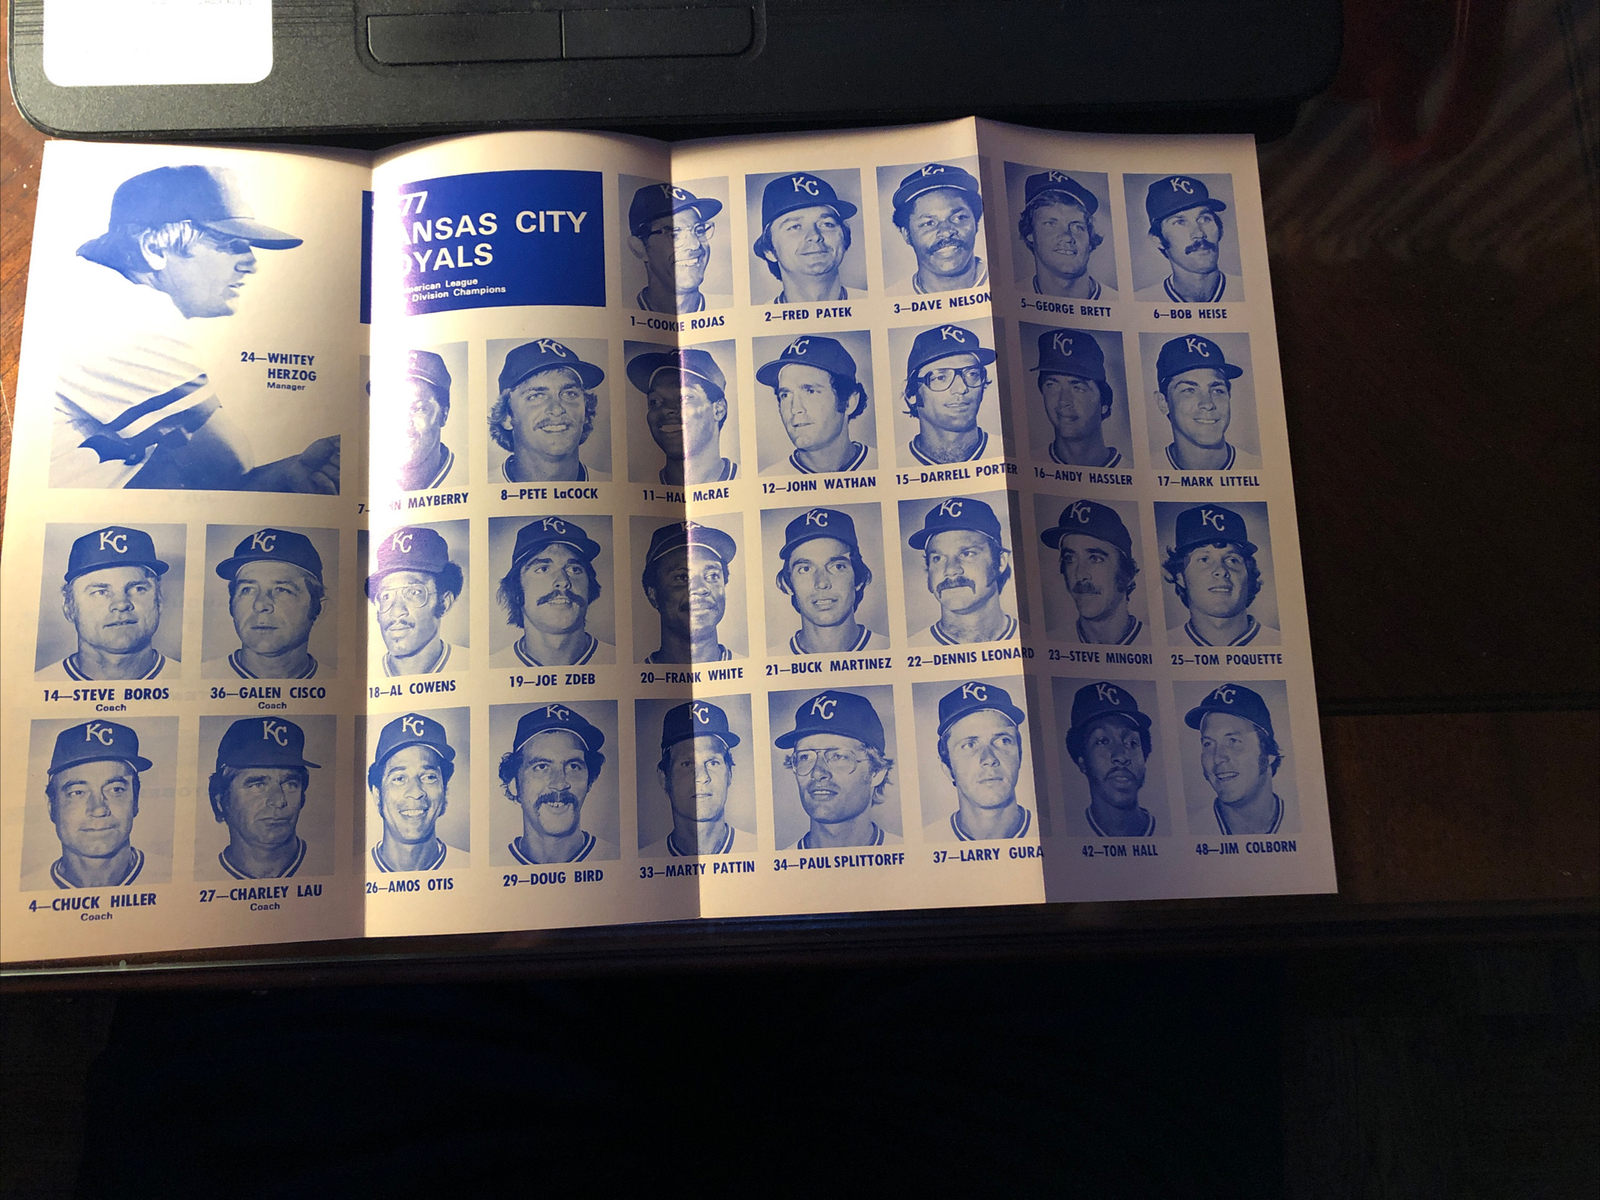 77
ANSAS CITY
OYALS
American League
Division Champions
24—WHITEY
HERZOG
Manager
1—COOKIE ROJAS
2—FRED PATEK
3—DAVE NELSON
5—GEORGE BRETT
6—BOB HEISE
7— HN MAYBERRY
8—PETE LaCOCK
11—HAL McRAE
12—JOHN WATHAN
15—DARRELL PORTER
16—ANDY HASSLER
17—MARK LITTELL
14—STEVE BOROS
Coach
36—GALEN CISCO
Coach
18—AL COWENS
19—JOE ZDEB
20—FRANK WHITE
21—BUCK MARTINEZ
22—DENNIS LEONARD
23—STEVE MINGORI
25—TOM POQUETTE
4—CHUCK HILLER
Coach
27—CHARLEY LAU
Coach
26—AMOS OTIS
29—DOUG BIRD
33—MARTY PATTIN
34—PAUL SPLITTORFF
37—LARRY GURA
42—TOM HALL
48—JIM COLBORN